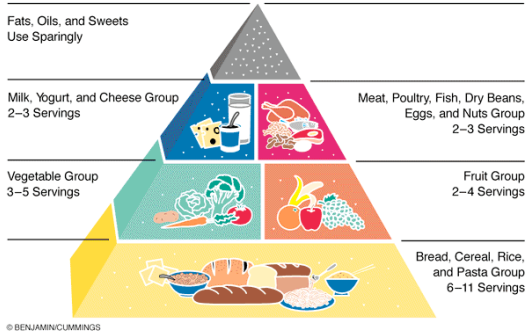 Fats, Oils, and Sweets
Use Sparingly
Milk, Yogurt, and Cheese Group
2–3 Servings
Meat, Poultry, Fish, Dry Beans,
Eggs, and Nuts Group
2–3 Servings
Vegetable Group
3–5 Servings
Fruit Group
2–4 Servings
Bread, Cereal, Rice,
and Pasta Group
6–11 Servings
© BENJAMIN/CUMMINGS